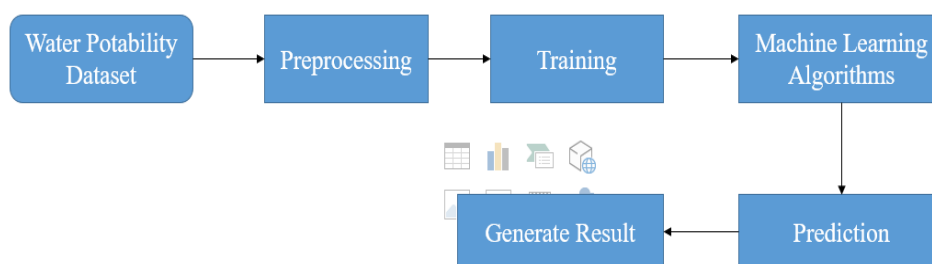 Water Potability
Dataset
Preprocessing
Training
Machine Learning
Algorithms
Prediction
Generate Result